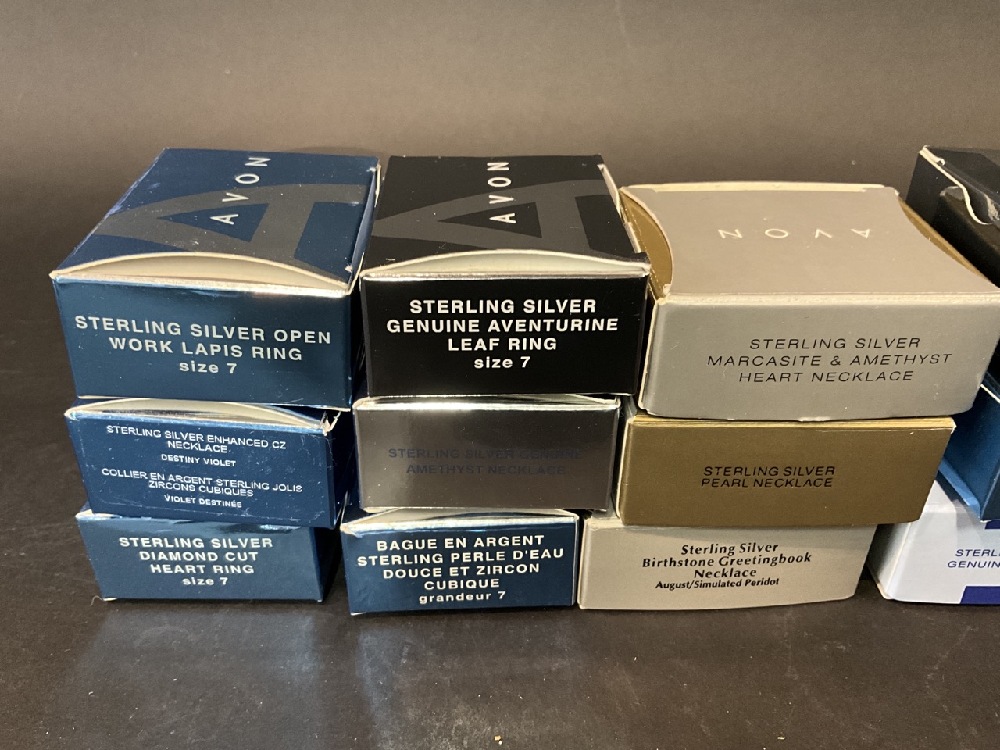 AVON
STERLING SILVER OPEN
WORK LAPIS RING
size 7
STERLING SILVER ENHANCED CZ
NECKLACE
DESTINY VIOLET
COLLIER EN ARGENT STERLING JOLIS
ZIRCONS CUBIQUES
VIOLET DESTINÉE
STERLING SILVER
DIAMOND CUT
HEART RING
size 7
AVON
STERLING SILVER
GENUINE AVENTURINE
LEAF RING
size 7
STERLING SILVER GENUINE
AMETHYST NECKLACE
BAGUE EN ARGENT
STERLING PERLE D'EAU
DOUCE ET ZIRCON
CUBIQUE
grandeur 7
AVON
STERLING SILVER
MARCASITE & AMETHYST
HEART NECKLACE
STERLING SILVER
PEARL NECKLACE
Sterling Silver
Birthstone Greetingbook
Necklace
August/Simulated Peridot